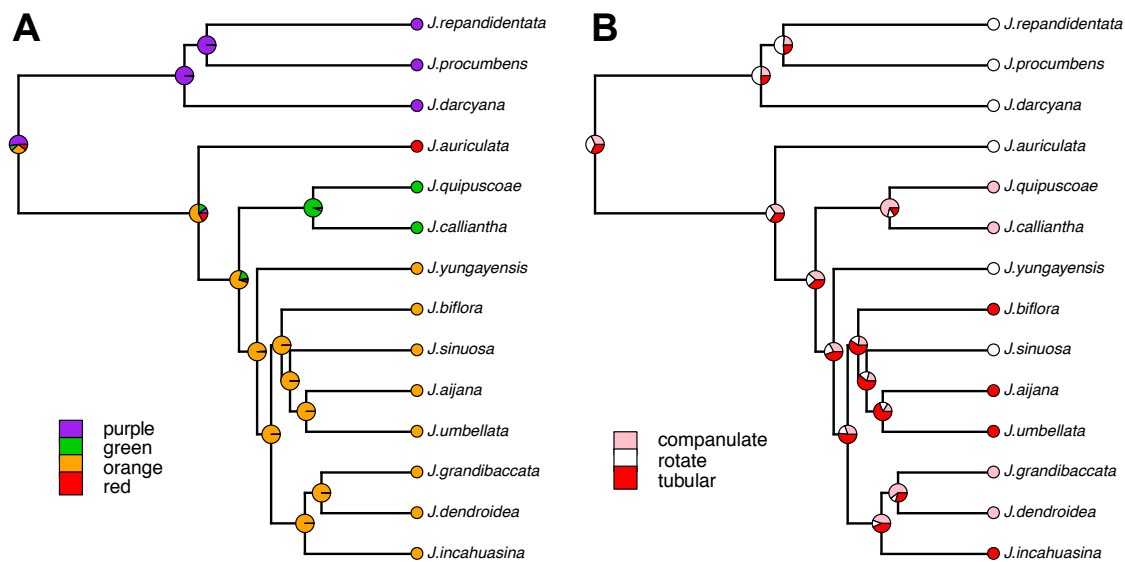 A
J.repandidentata
J.procumbens
J.darcyana
J.auriculata
J.quipuscoae
J.calliantha
J.yungayensis
J.biflora
J.sinuosa
J.aijana
J.umbellata
J.grandibaccata
J.dendroidea
J.incahuasina
purple
green
orange
red
B
J.repandidentata
J.procumbens
J.darcyana
J.auriculata
J.quipuscoae
J.calliantha
J.yungayensis
J.biflora
J.sinuosa
J.aijana
J.umbellata
J.grandibaccata
J.dendroidea
J.incahuasina
companulate
rotate
tubular